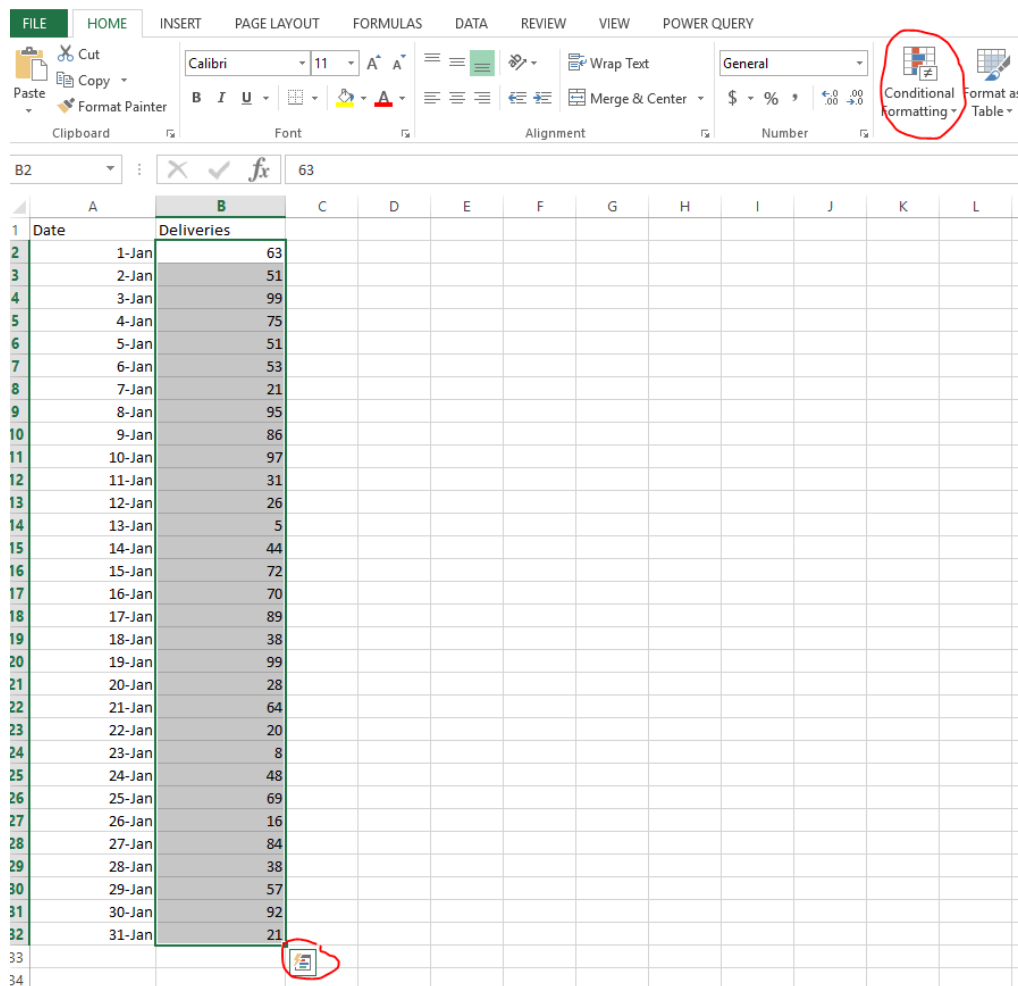 FILE HOME INSERT PAGE LAYOUT FORMULAS DATA REVIEW VIEW POWER QUERY
Paste
Cut
Copy
Format Painter
Clipboard
Calibri 11 A A
B I U A
Font
Wrap Text
Merge & Center
Alignment
General
$ % , .0 .00 .00 .0
Number
Conditional
Formatting
Format as
Table
B2 fx 63
A B C D E F G H I J K L
1 Date Deliveries
2 1-Jan 63
3 2-Jan 51
4 3-Jan 99
5 4-Jan 75
6 5-Jan 51
7 6-Jan 53
8 7-Jan 21
9 8-Jan 95
10 9-Jan 86
11 10-Jan 97
12 11-Jan 31
13 12-Jan 26
14 13-Jan 5
15 14-Jan 44
16 15-Jan 72
17 16-Jan 70
18 17-Jan 89
19 18-Jan 38
20 19-Jan 99
21 20-Jan 28
22 21-Jan 64
23 22-Jan 20
24 23-Jan 8
25 24-Jan 48
26 25-Jan 69
27 26-Jan 16
28 27-Jan 84
29 28-Jan 38
30 29-Jan 57
31 30-Jan 92
32 31-Jan 21
33
34